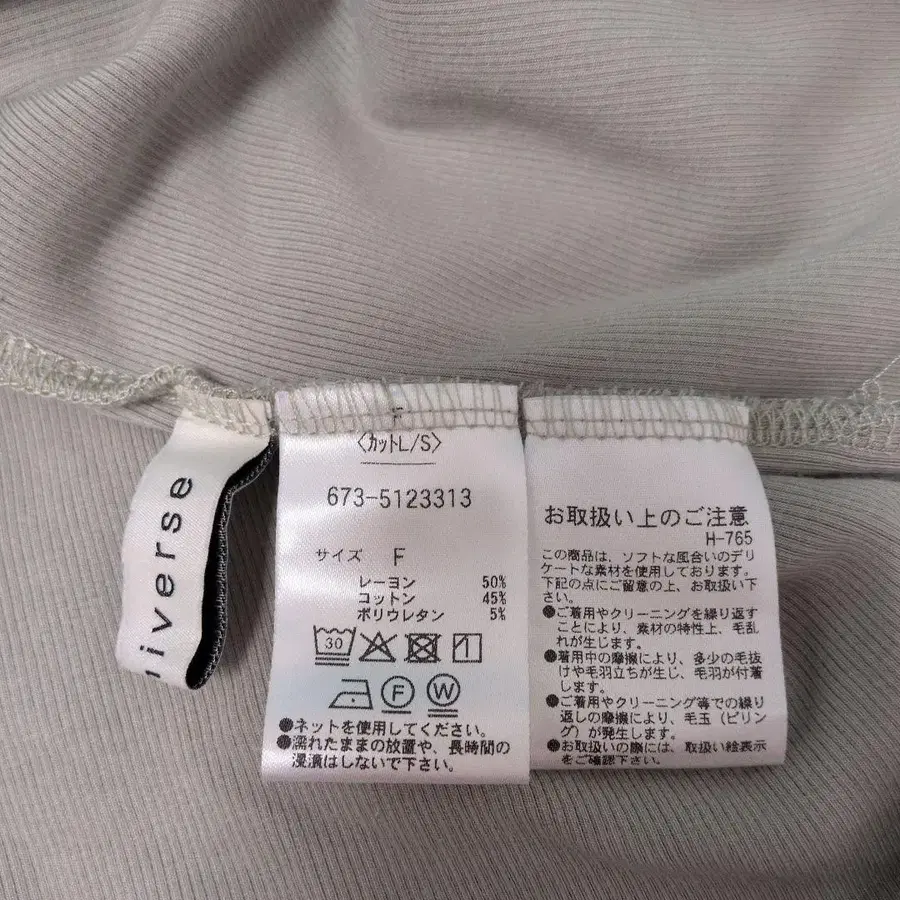 niverse
〈カットL/S〉
673-5123313
サイズ F
レーヨン 50%
コットン 45%
ポリウレタン 5%
30
F
W
●ネットを使用してください。
●濡れたままの放置や、長時間の
浸漬はしないで下さい。
お取扱い上のご注意
H-765
この商品は、ソフトな風合いのデリ
ケートな素材を使用しております。
下記の点にご留意の上、お取扱い下
さい。
●ご着用やクリーニングを繰り返す
ことにより、素材の特性上、毛乱
れが生じます。
●着用中の摩擦により、多少の毛抜
けや毛羽立ちが生じ、毛羽が付着
します。
●ご着用やクリーニング等での繰り
返しの摩擦により、毛玉（ピリン
グ）が発生します。
●お取扱いの際には、取扱い絵表示
をご確認下さい。